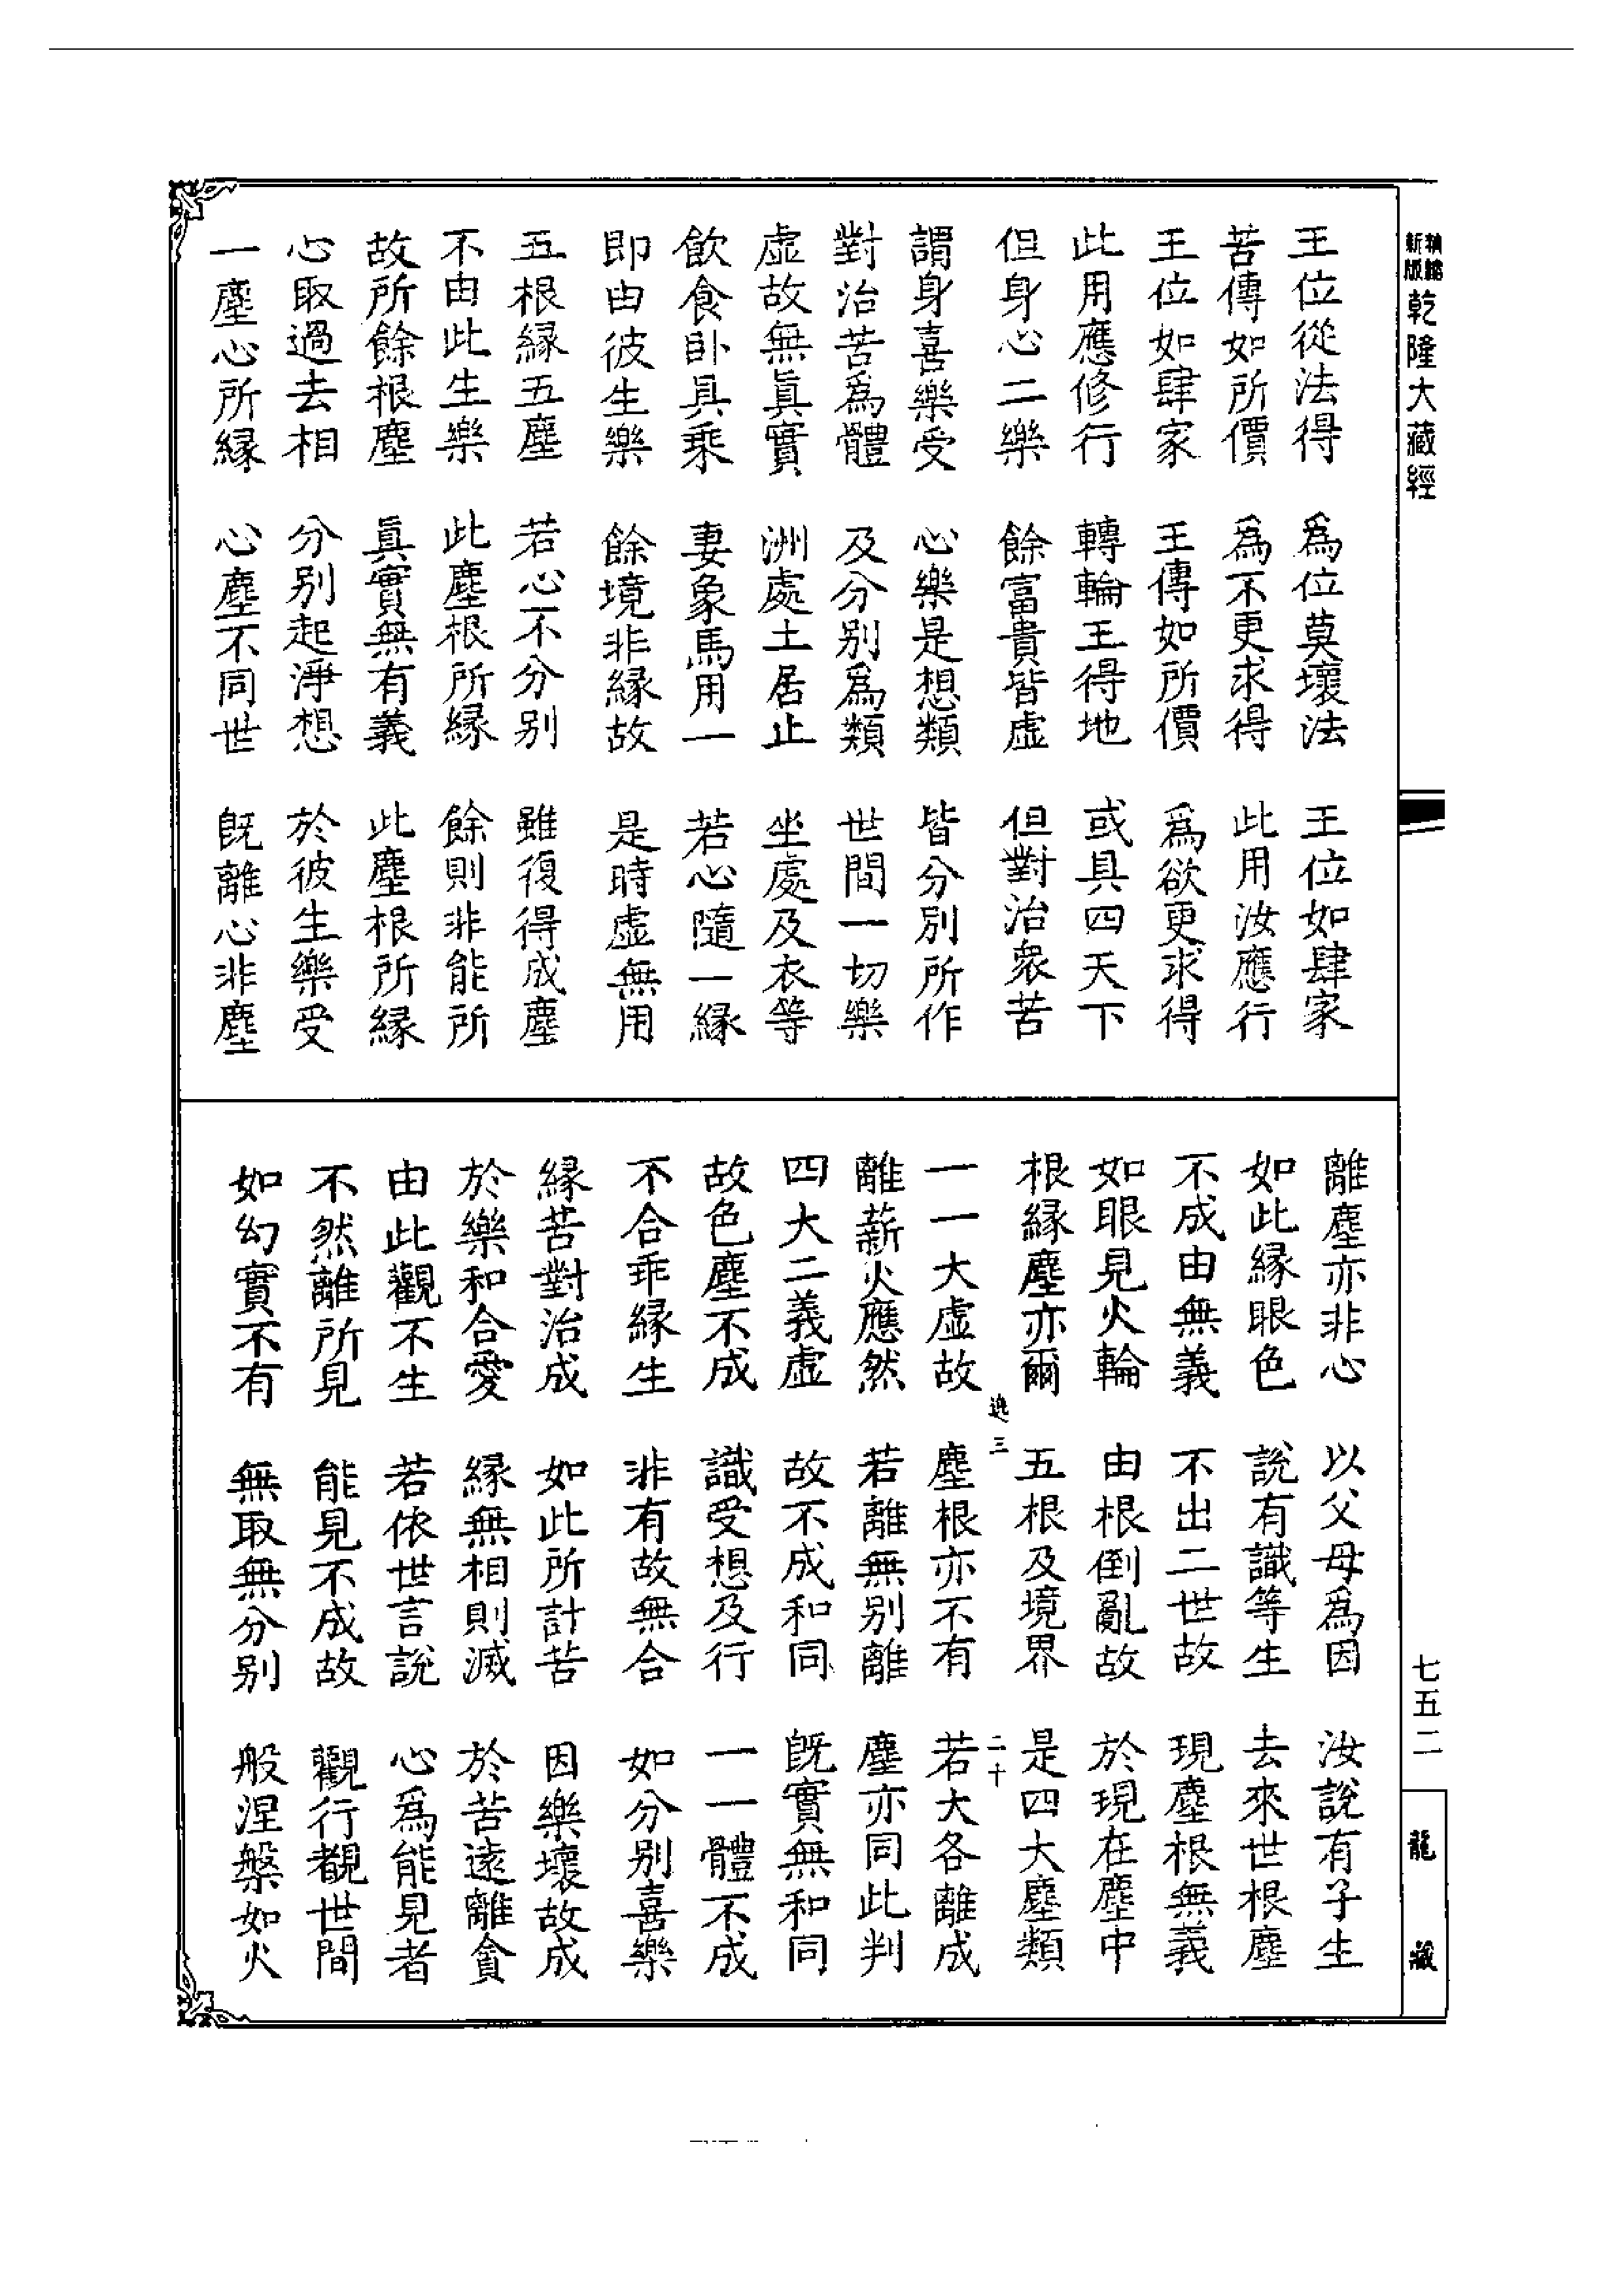 新版 精縮 乾隆大藏經
王位從法得 爲位莫壞法 王位如肆家
苦傳如所價 爲不更求得 此用汝應行
王位如肆家 王傳如所價 爲欲更求得
此用應修行 轉輪王得地 或具四天下
但身心二樂 餘富貴皆虛 但對治衆苦
謂身喜樂受 心樂是想類 皆分別所作
對治苦爲體 及分别爲類 世間一切樂
虛故無眞實 洲處土居止 坐處及衣等
飲食卧具乘 妻象馬用一 若心隨一緣
即由彼生樂 餘境非緣故 是時虛無用
五根緣五塵 若心不分别 雖復得成塵
不由此生樂 此塵根所緣 餘則非能所
故所餘根塵 眞實無有義 此塵根所緣
心取過去相 分别起淨想 於彼生樂受
一塵心所緣 心塵不同世 旣離心非塵
離塵亦非心 以父母爲因 汝說有子生
如此緣眼色 說有識等生 去來世根塵
不成由無義 不出二世故 現塵根無義
如眼見火輪 由根倒亂故 於現在塵中
根緣塵亦爾 五根及境界 是四大塵類
逸三 二十
一一大虛故 塵根亦不有 若大各離成
離薪火應然 若離無别離 塵亦同此判
四大二義虛 故不成和同 旣實無和同
故色塵不成 識受想及行 一一體不成
不合乖緣生 非有故無合 如分别喜樂
緣苦對治成 如此所計苦 因樂壞故成
於樂和合愛 緣無相則滅 於苦遠離貪
由此觀不生 若依世言說 心爲能見者
不然離所見 能見不成故 觀行覩世間
如幻實不有 無取無分别 般涅槃如火
七五二
龍藏